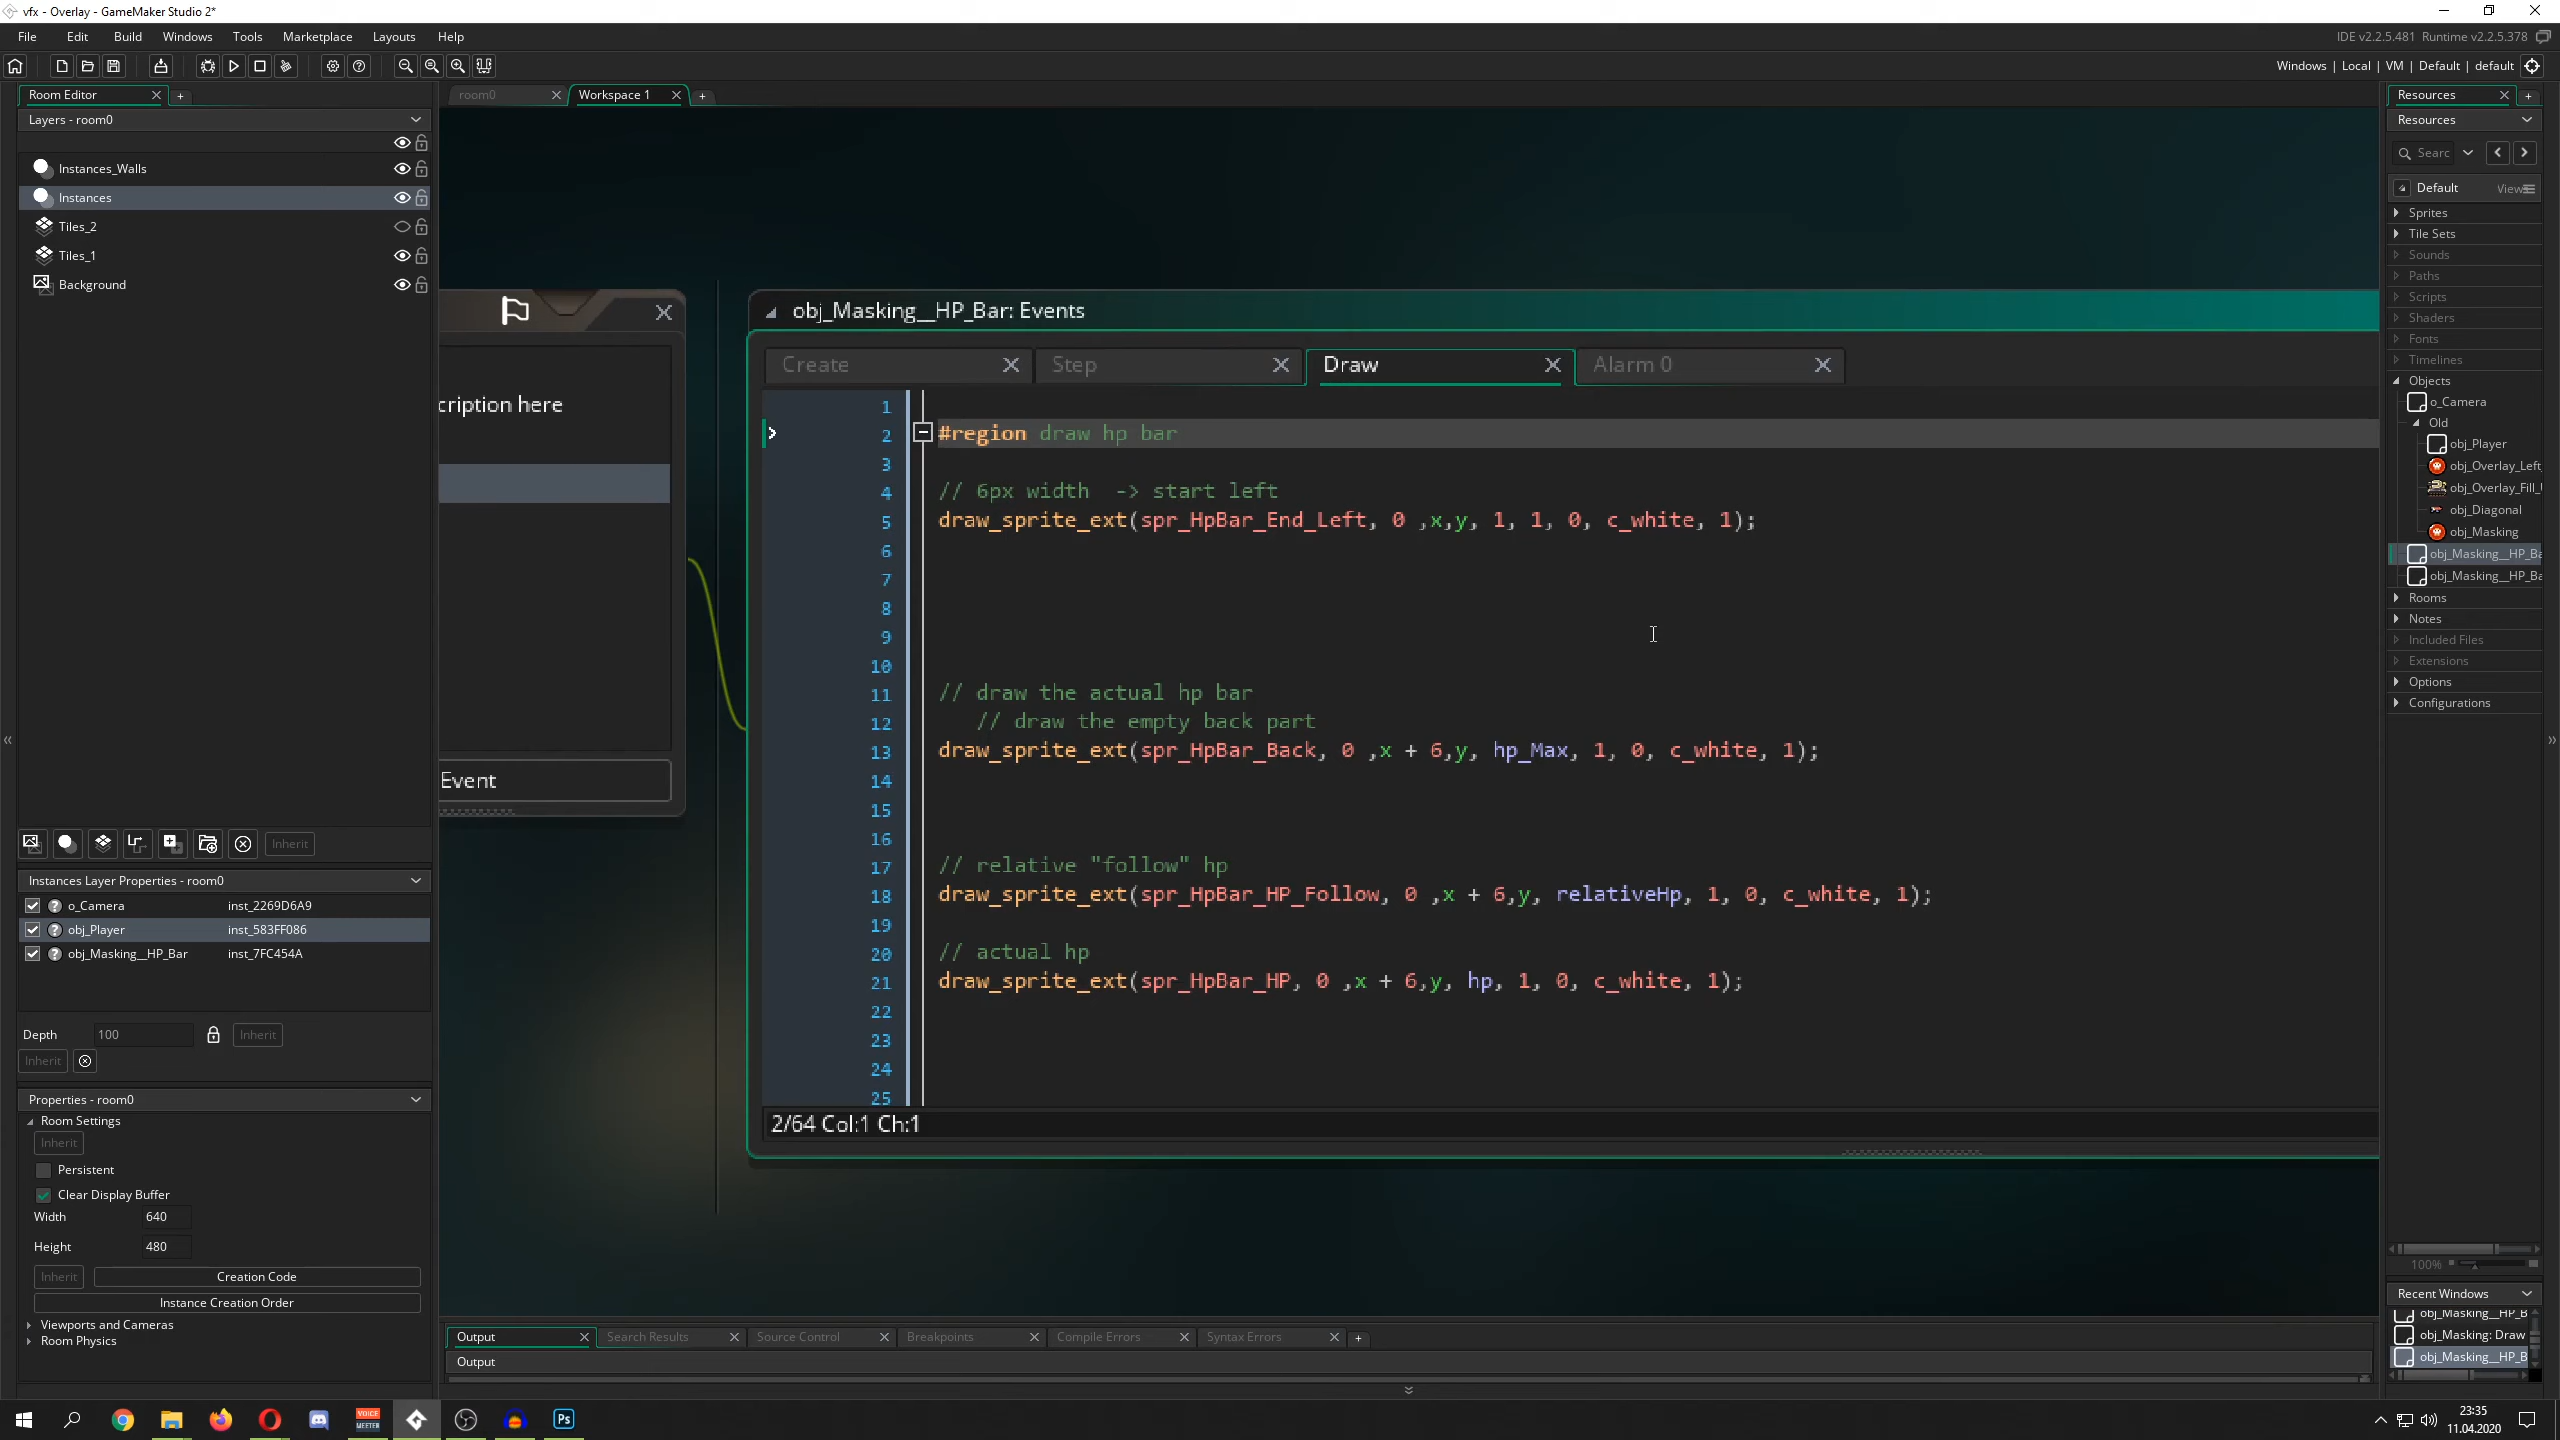 vfx - Overlay - GameMaker Studio 2*
File Edit Build Windows Tools Marketplace Layouts Help
IDE v2.2.5.481 Runtime v2.2.5.378
Windows | Local | VM | Default | default
Room Editor
room0
Workspace 1
Resources
Layers - room0
Resources
Searc
Instances_Walls
Instances
Tiles_2
Tiles_1
Background
Default
Views
Sprites
Tile Sets
Sounds
Paths
Scripts
Shaders
Fonts
Timelines
Objects
o_Camera
Old
obj_Player
obj_Overlay_Left_
obj_Overlay_Fill_
obj_Diagonal
obj_Masking
obj_Masking__HP_Ba
obj_Masking__HP_Ba
Rooms
Notes
Included Files
Extensions
Options
Configurations
cription here
Event
obj_Masking__HP_Bar: Events
Create
Step
Draw
Alarm 0
1
2 #region draw hp bar
3
4 // 6px width  -> start left
5 draw_sprite_ext(spr_HpBar_End_Left, 0 ,x,y, 1, 1, 0, c_white, 1);
6
7
8
9
10
11 // draw the actual hp bar
12 // draw the empty back part
13 draw_sprite_ext(spr_HpBar_Back, 0 ,x + 6,y, hp_Max, 1, 0, c_white, 1);
14
15
16
17 // relative "follow" hp
18 draw_sprite_ext(spr_HpBar_HP_Follow, 0 ,x + 6,y, relativeHp, 1, 0, c_white, 1);
19
20 // actual hp
21 draw_sprite_ext(spr_HpBar_HP, 0 ,x + 6,y, hp, 1, 0, c_white, 1);
22
23
24
25
2/64 Col:1 Ch:1
Inherit
Instances Layer Properties - room0
o_Camera inst_2269D6A9
obj_Player inst_583FF086
obj_Masking__HP_Bar inst_7FC454A
Depth 100 Inherit
Inherit
Properties - room0
Room Settings
Inherit
Persistent
Clear Display Buffer
Width 640
Height 480
Inherit Creation Code
Instance Creation Order
Viewports and Cameras
Room Physics
Output
Search Results
Source Control
Breakpoints
Compile Errors
Syntax Errors
Output
100%
Recent Windows
obj_Masking__HP_B
obj_Masking: Draw
obj_Masking__HP_B
VOICE
MEETER
Ps
23:35
11.04.2020